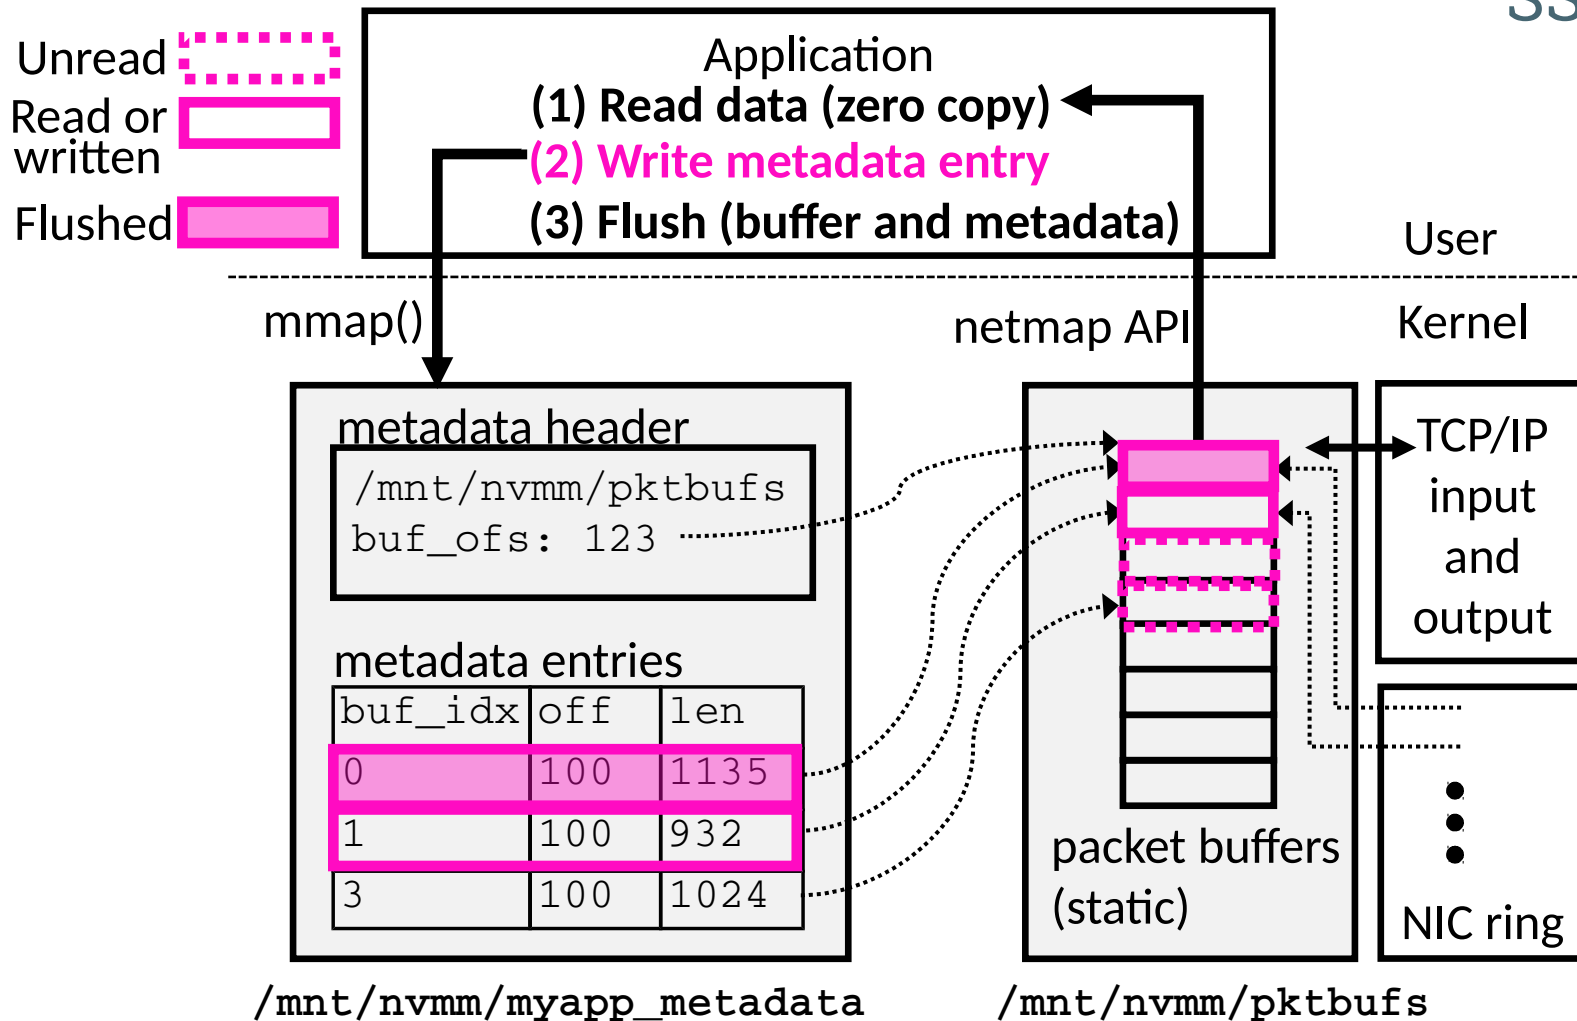 Unread
Read or
written
Flushed
Application
(1) Read data (zero copy)
(2) Write metadata entry
(3) Flush (buffer and metadata)
User
Kernel
mmap()
netmap API
metadata header
/mnt/nvmm/pktbufs
buf_ofs: 123
metadata entries
buf_idx off len
0 100 1135
1 100 932
3 100 1024
/mnt/nvmm/myapp_metadata
packet buffers
(static)
/mnt/nvmm/pktbufs
TCP/IP
input
and
output
NIC ring